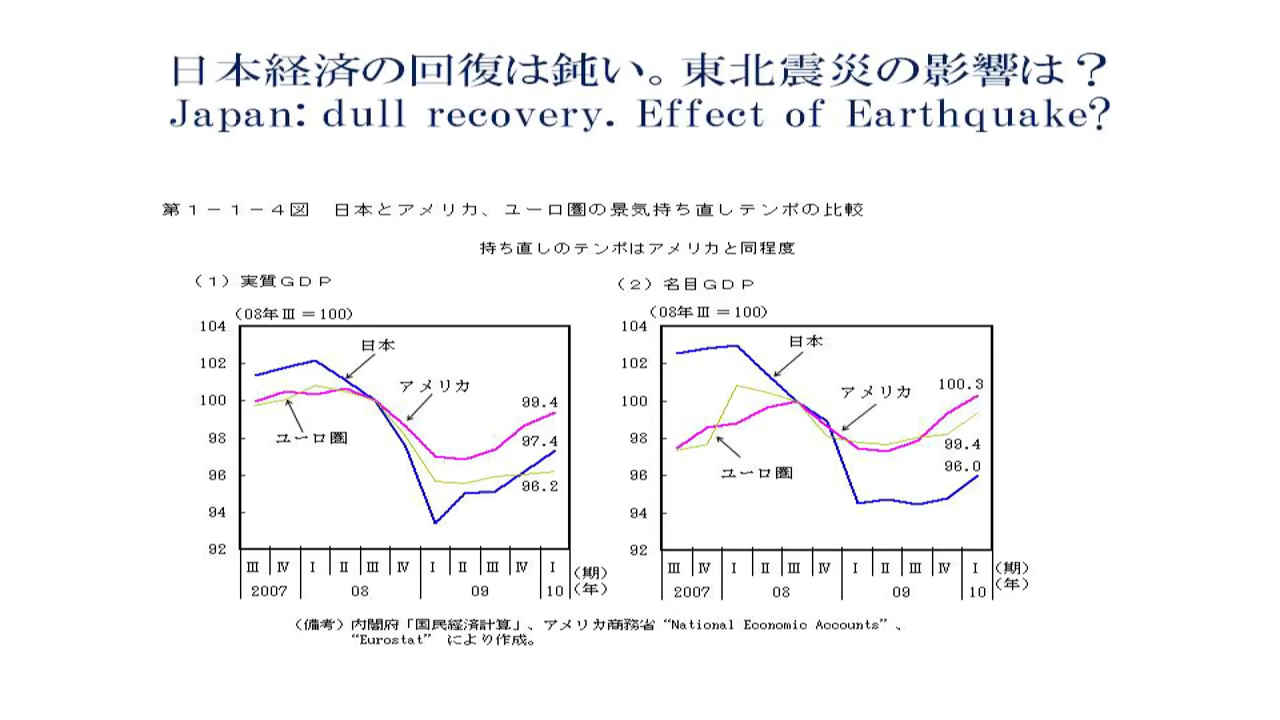 日本経済の回復は鈍い。東北震災の影響は？
Japan: dull recovery. Effect of Earthquake?
第１－１－４図　日本とアメリカ、ユーロ圏の景気持ち直しテンポの比較
持ち直しのテンポはアメリカと同程度
（１）実質ＧＤＰ
（08年Ⅲ＝100）
104
102
100
98
96
94
92
日本
アメリカ
ユーロ圏
99.4
97.4
96.2
Ⅲ Ⅳ Ⅰ Ⅱ Ⅲ Ⅳ Ⅰ Ⅱ Ⅲ Ⅳ Ⅰ （期）
2007 08 09 10 （年）
（２）名目ＧＤＰ
（08年Ⅲ＝100）
104
102
100
98
96
94
92
日本
アメリカ
ユーロ圏
100.3
99.4
96.0
Ⅲ Ⅳ Ⅰ Ⅱ Ⅲ Ⅳ Ⅰ Ⅱ Ⅲ Ⅳ Ⅰ （期）
2007 08 09 10 （年）
（備考）内閣府「国民経済計算」、アメリカ商務省“National Economic Accounts”、
“Eurostat” により作成。